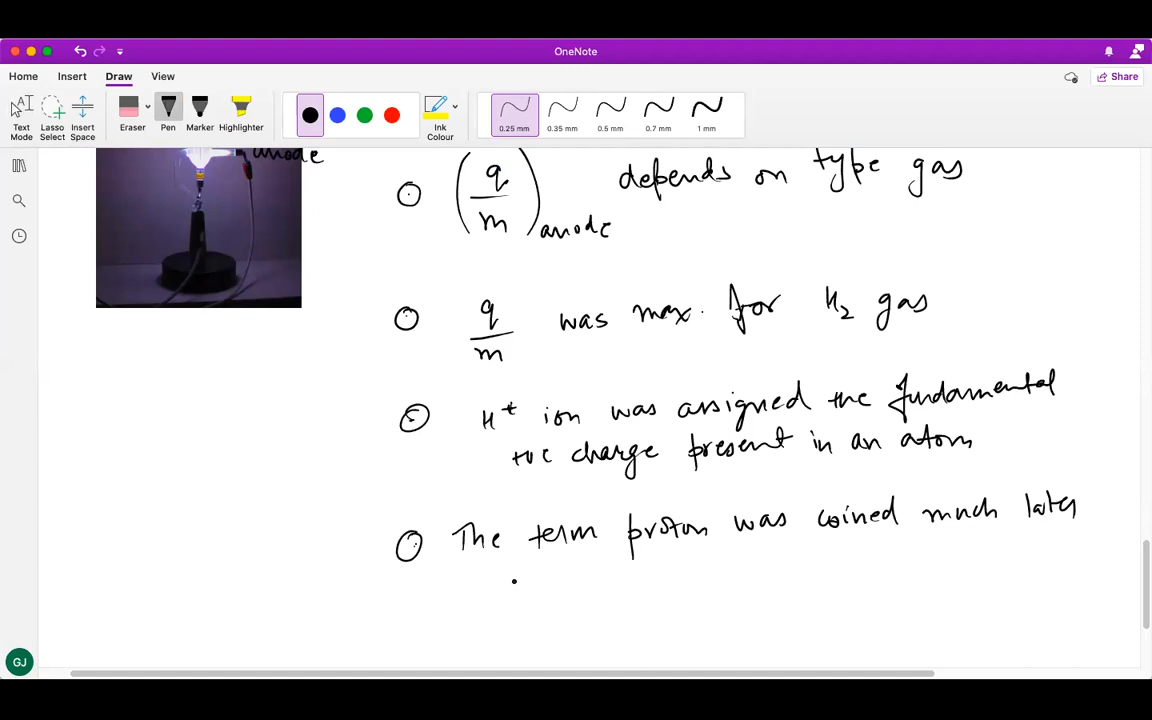 OneNote
Home Insert Draw View
Share
Text Mode
Lasso Select
Insert Space
Eraser
Pen
Marker
Highlighter
Ink Colour
0.25 mm
0.35 mm
0.5 mm
0.7 mm
1 mm
anode
(q/m)anode depends on type gas
q/m was max. for H2 gas
H+ ion was assigned the fundamental
+ve charge present in an atom
The term proton was coined much later
GJ